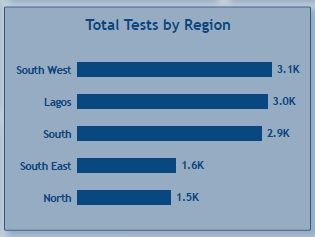 Total Tests by Region
South West 3.1K
Lagos 3.0K
South 2.9K
South East 1.6K
North 1.5K